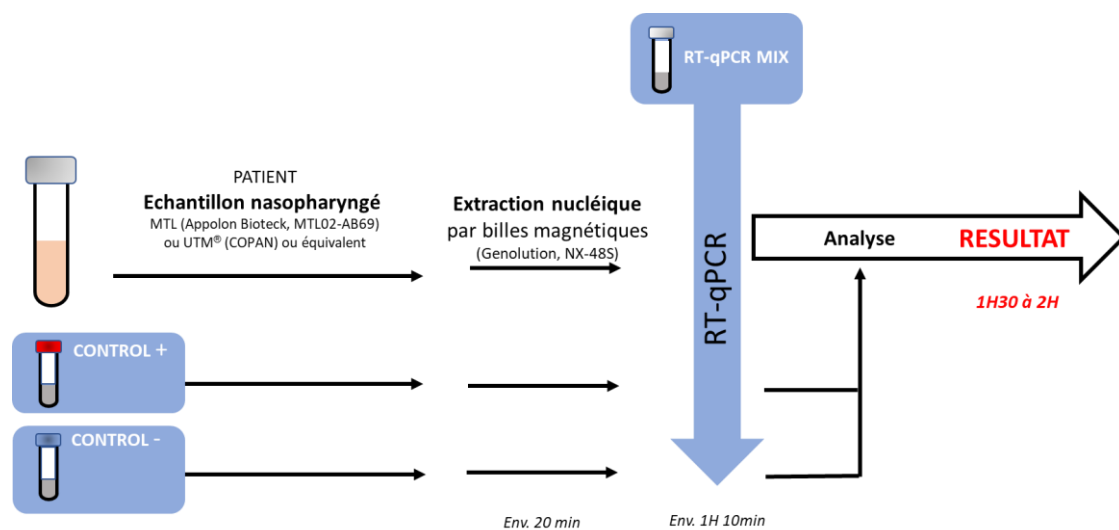 RT-qPCR MIX
PATIENT
Echantillon nasopharyngé
MTL (Appolon Bioteck, MTL02-AB69)
ou UTM® (COPAN) ou équivalent
Extraction nucléique
par billes magnétiques
(Genolution, NX-48S)
RT-qPCR
Analyse
RESULTAT
1H30 à 2H
CONTROL +
CONTROL -
Env. 20 min
Env. 1H 10min